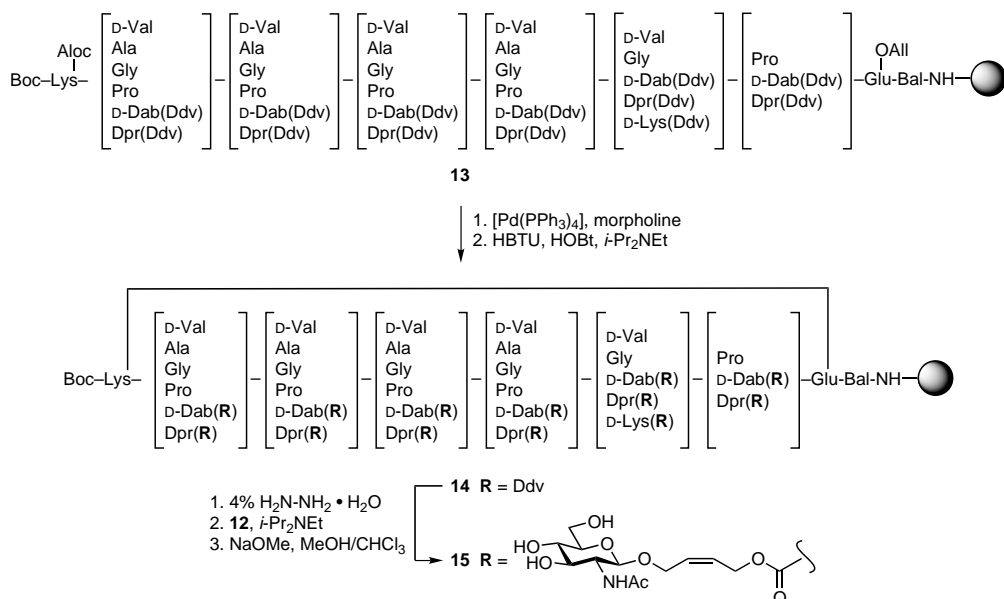 Aloc
Boc–Lys–
D-Val
Ala
Gly
Pro
D-Dab(Ddv)
Dpr(Ddv)
–
D-Val
Ala
Gly
Pro
D-Dab(Ddv)
Dpr(Ddv)
–
D-Val
Ala
Gly
Pro
D-Dab(Ddv)
Dpr(Ddv)
–
D-Val
Ala
Gly
Pro
D-Dab(Ddv)
Dpr(Ddv)
–
D-Val
Gly
D-Dab(Ddv)
Dpr(Ddv)
D-Lys(Ddv)
–
Pro
D-Dab(Ddv)
Dpr(Ddv)
OAll
–Glu-Bal-NH
13
1. [Pd(PPh3)4], morpholine
2. HBTU, HOBt, i-Pr2NEt
Boc–Lys–
D-Val
Ala
Gly
Pro
D-Dab(R)
Dpr(R)
–
D-Val
Ala
Gly
Pro
D-Dab(R)
Dpr(R)
–
D-Val
Ala
Gly
Pro
D-Dab(R)
Dpr(R)
–
D-Val
Ala
Gly
Pro
D-Dab(R)
Dpr(R)
–
D-Val
Gly
D-Dab(R)
Dpr(R)
D-Lys(R)
–
Pro
D-Dab(R)
Dpr(R)
–Glu-Bal-NH
14 R = Ddv
1. 4% H2N-NH2 • H2O
2. 12, i-Pr2NEt
3. NaOMe, MeOH/CHCl3
15 R =
OH
HO
HO
O
NHAc
O
O
O